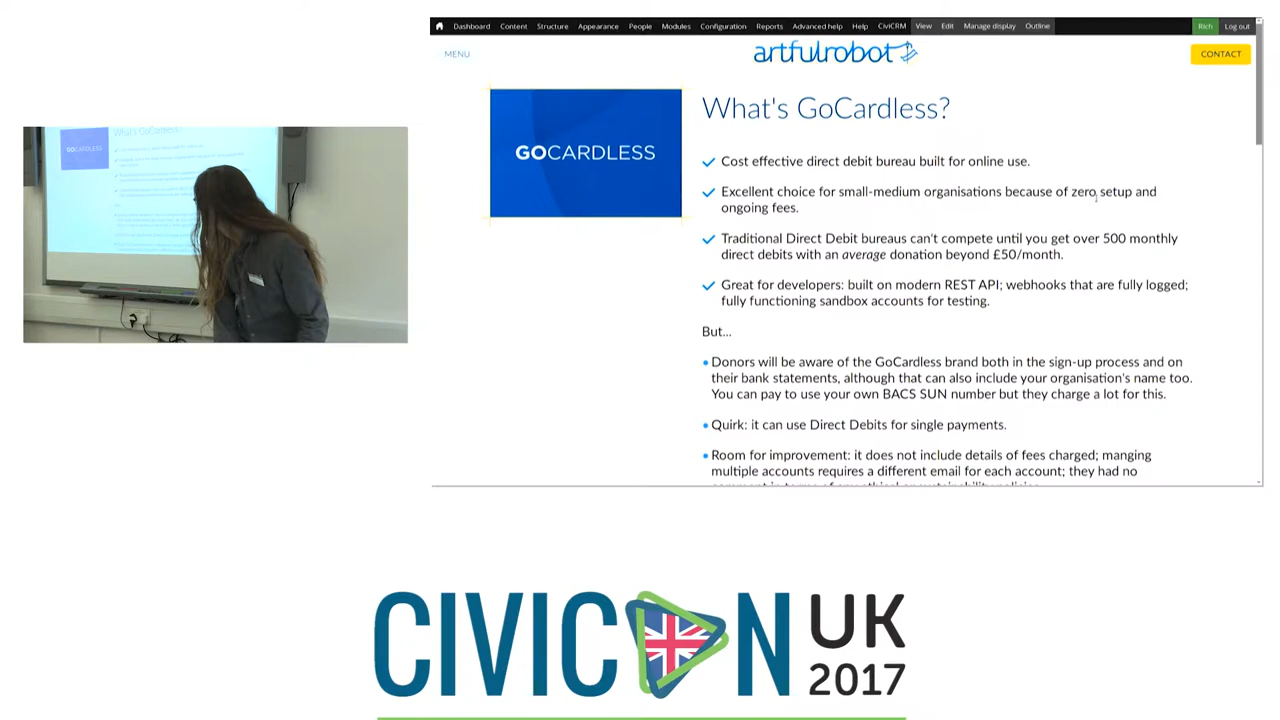 Dashboard Content Structure Appearance People Modules Configuration Reports Advanced help Help CiviCRM View Edit Manage display Outline Rich Log out
MENU
artfulrobot
CONTACT
GOCARDLESS
What's GoCardless?
Cost effective direct debit bureau built for online use.
Excellent choice for small-medium organisations because of zero setup and
ongoing fees.
Traditional Direct Debit bureaus can't compete until you get over 500 monthly
direct debits with an average donation beyond £50/month.
Great for developers: built on modern REST API; webhooks that are fully logged;
fully functioning sandbox accounts for testing.
But...
• Donors will be aware of the GoCardless brand both in the sign-up process and on
their bank statements, although that can also include your organisation's name too.
You can pay to use your own BACS SUN number but they charge a lot for this.
• Quirk: it can use Direct Debits for single payments.
• Room for improvement: it does not include details of fees charged; manging
multiple accounts requires a different email for each account; they had no
What's GoCardless
GOCARDLESS
CIVICON UK
2017